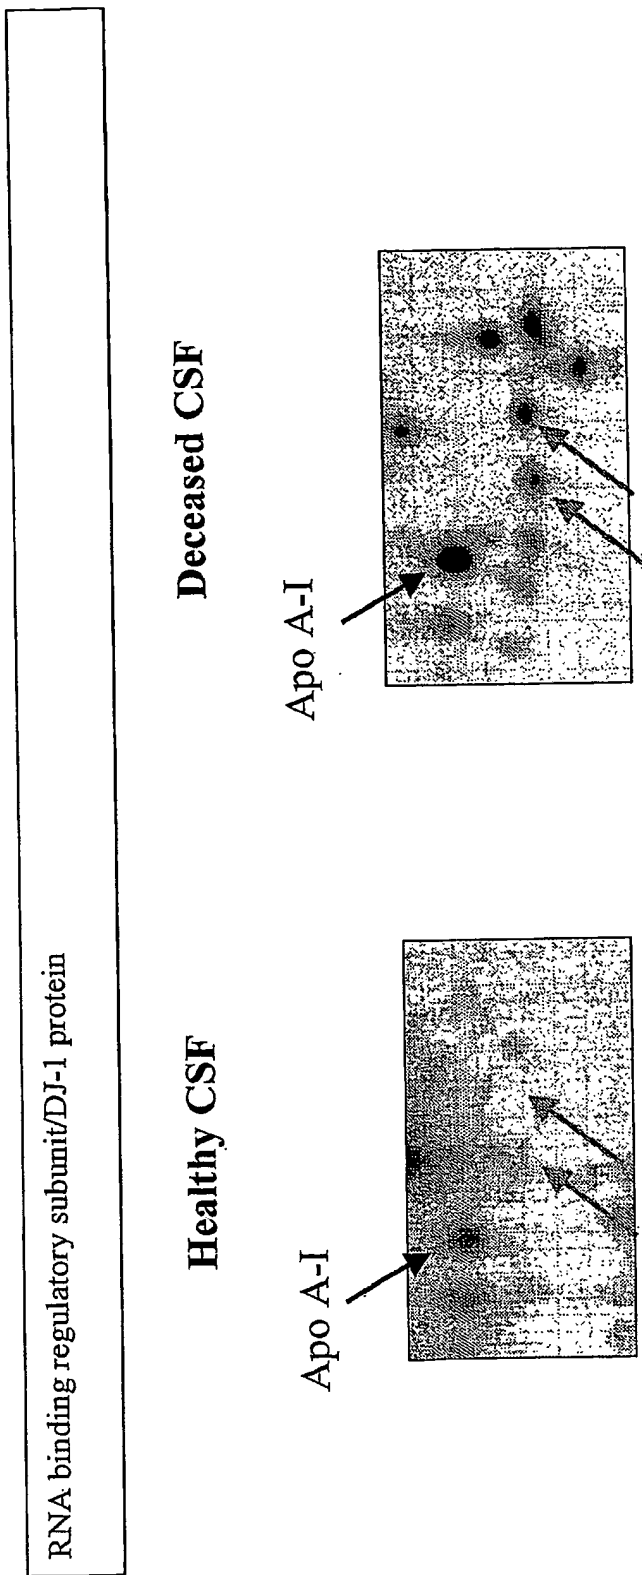 RNA binding regulatory subunit/DJ-1 protein
Healthy CSF
Deceased CSF
Apo A-I
Apo A-I